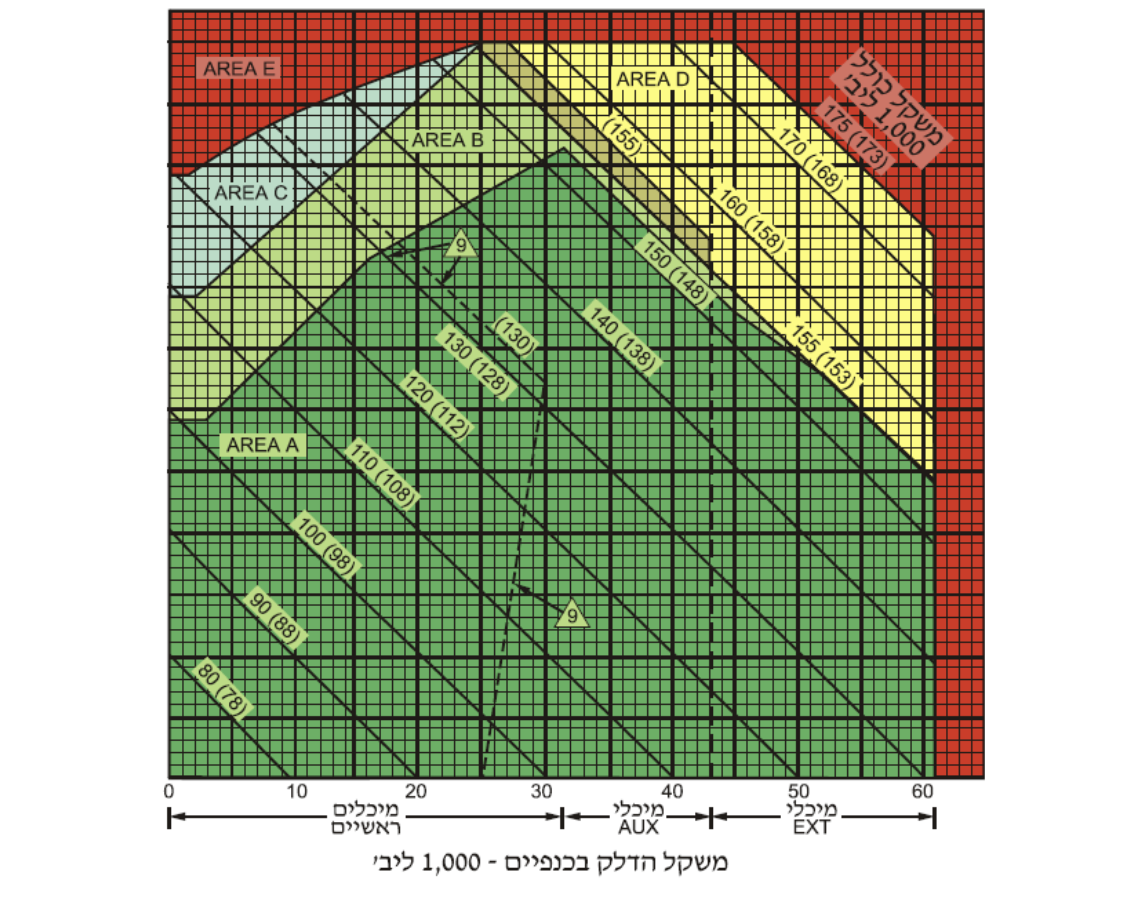 AREA E
AREA D
משקל כולל
1,000 ליב'
175 (173)
AREA B
(155)
170 (168)
AREA C
160 (158)
9
150 (148)
(130)
140 (138)
130 (128)
155 (153)
120 (112)
AREA A
110 (108)
100 (98)
9
90 (88)
80 (78)
0 10 20 30 40 50 60
מיכלים
ראשיים
מיכלי
AUX
מיכלי
EXT
משקל הדלק בכנפיים - 1,000 ליב'